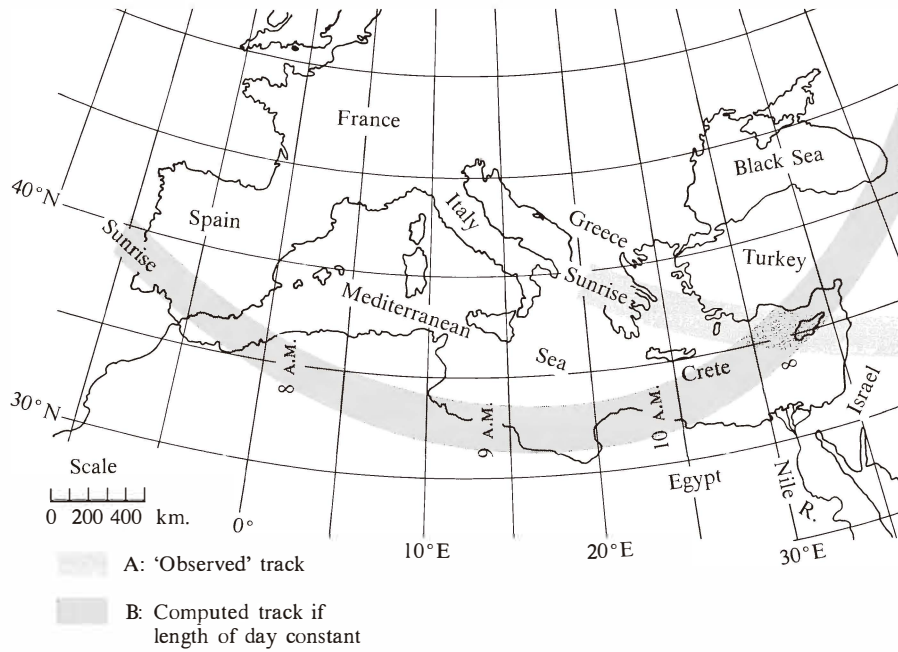 France
Black Sea
40°N
Spain
Italy
Greece
Sunrise
Turkey
Sunrise
Mediterranean
Sea
Crete
8
8 A.M.
9 A.M.
10 A.M.
Israel
30°N
Egypt
Nile R.
Scale
0 200 400 km.
0°
10°E
20°E
30°E
A: ‘Observed’ track
B: Computed track if
length of day constant